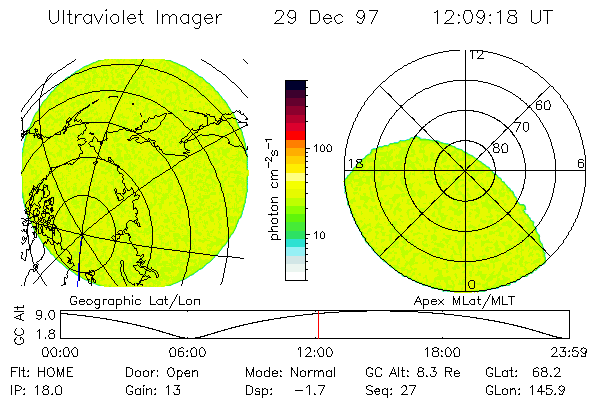 Ultraviolet Imager 29 Dec 97 12:09:18 UT
12
60
70
80
18 6
0
100
10
photon cm-2s-1
Geographic Lat/Lon Apex MLat/MLT
GC Alt
9.0
1.8
00:00 06:00 12:00 18:00 23:59
Flt: HOME Door: Open Mode: Normal GC Alt: 8.3 Re GLat: 68.2
IP: 18.0 Gain: 13 Dsp: -1.7 Seq: 27 GLon: 145.9